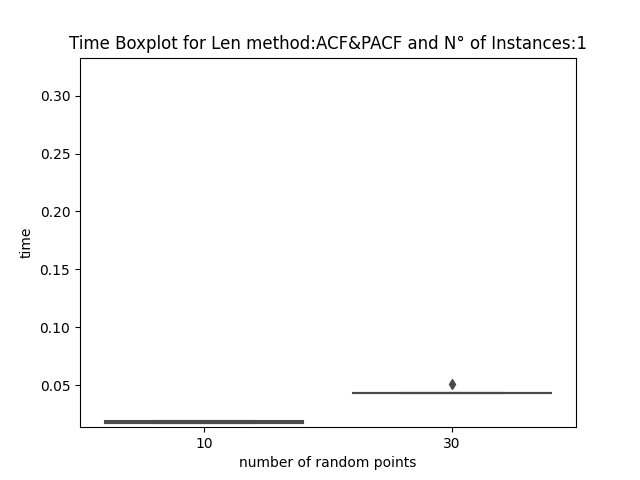 Time Boxplot for Len method:ACF&PACF and N° of Instances:1
0.30
0.25
0.20
0.15
0.10
0.05
time
10 30
number of random points